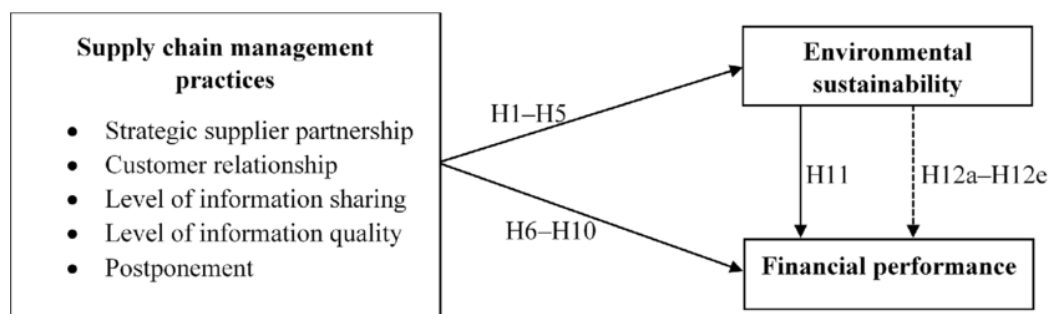 Supply chain management
practices
• Strategic supplier partnership
• Customer relationship
• Level of information sharing
• Level of information quality
• Postponement
H1–H5
H6–H10
Environmental
sustainability
H11
H12a–H12e
Financial performance